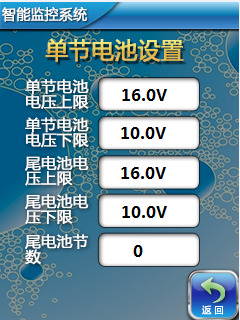 智能监控系统
单节电池设置
单节电池
电压上限
16.0V
单节电池
电压下限
10.0V
尾电池电
压上限
16.0V
尾电池电
压下限
10.0V
尾电池节
数
0
返回